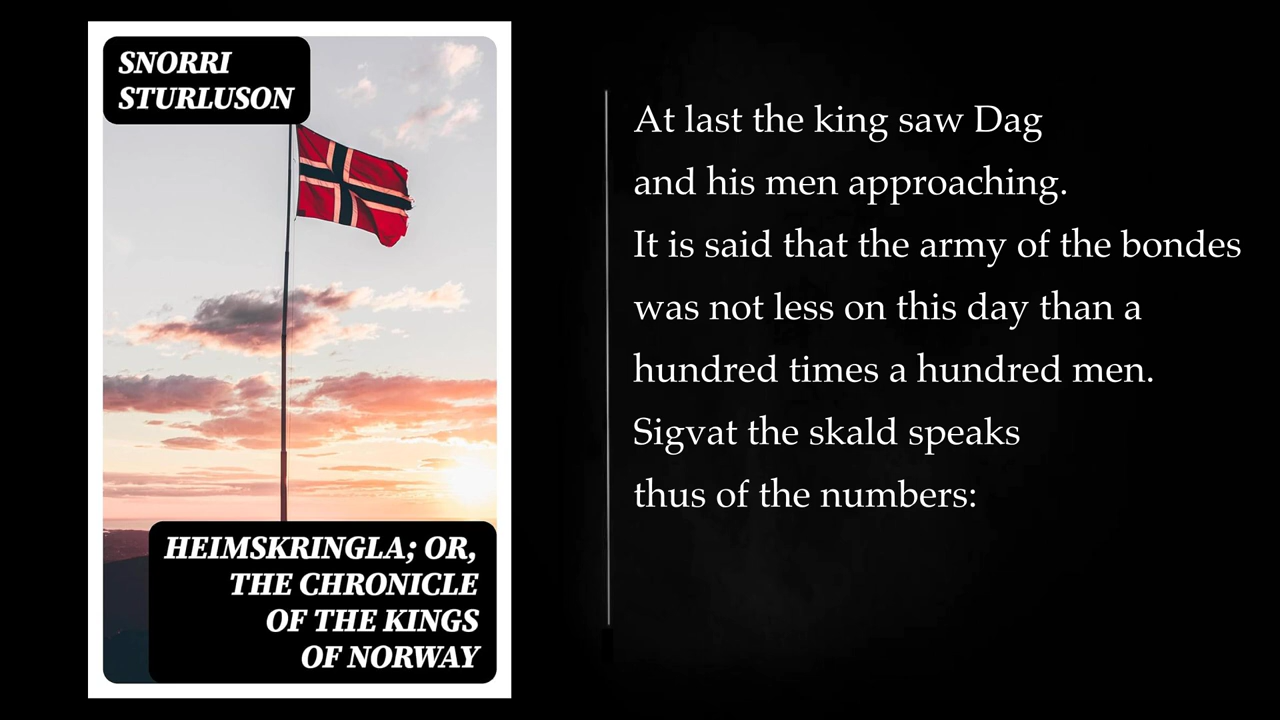 SNORRI
STURLUSON
HEIMSKRINGLA; OR,
THE CHRONICLE
OF THE KINGS
OF NORWAY
At last the king saw Dag
and his men approaching.
It is said that the army of the bondes
was not less on this day than a
hundred times a hundred men.
Sigvat the skald speaks
thus of the numbers: